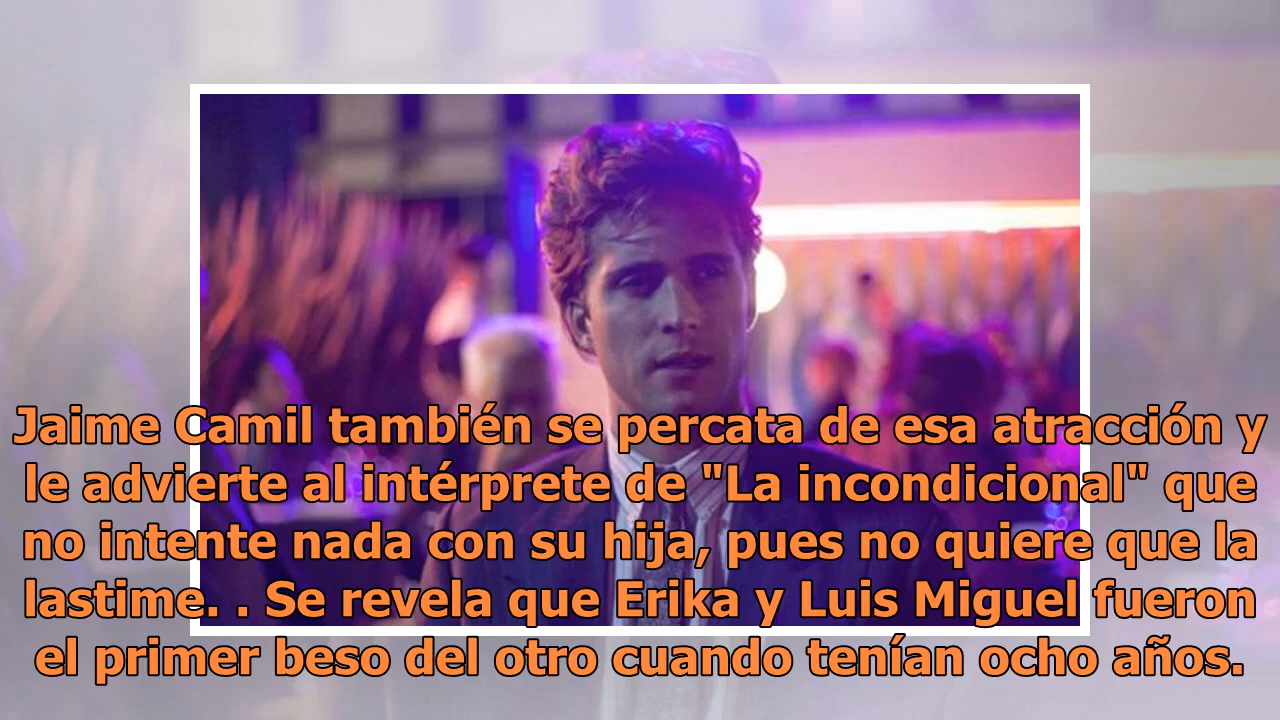 Jaime Camil también se percata de esa atracción y
le advierte al intérprete de "La incondicional" que
no intente nada con su hija, pues no quiere que la
lastime. . Se revela que Erika y Luis Miguel fueron
el primer beso del otro cuando tenían ocho años.